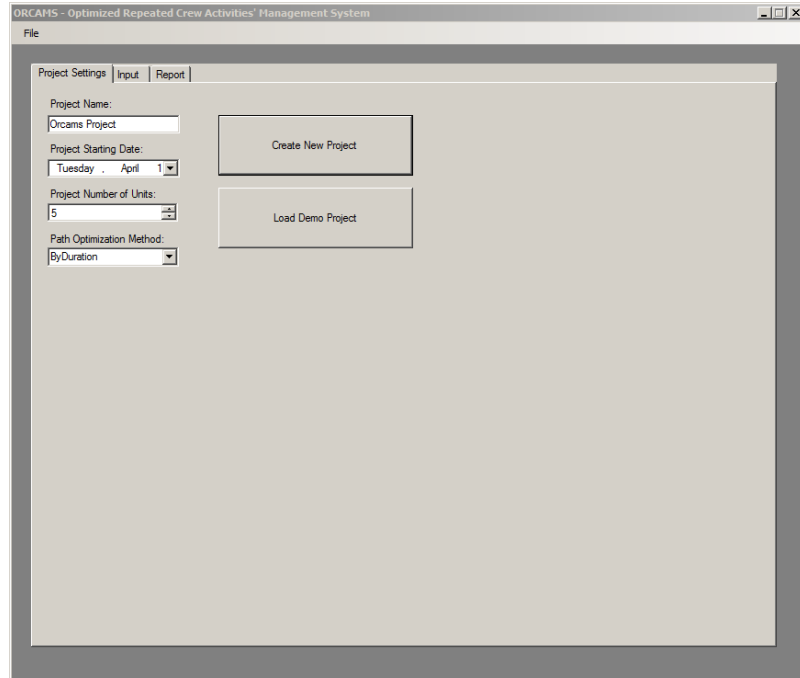 ORCAMS - Optimized Repeated Crew Activities' Management System
File
Project Settings Input Report
Project Name:
Orcams Project
Create New Project
Project Starting Date:
Tuesday , April 1
Project Number of Units:
5
Load Demo Project
Path Optimization Method:
ByDuration